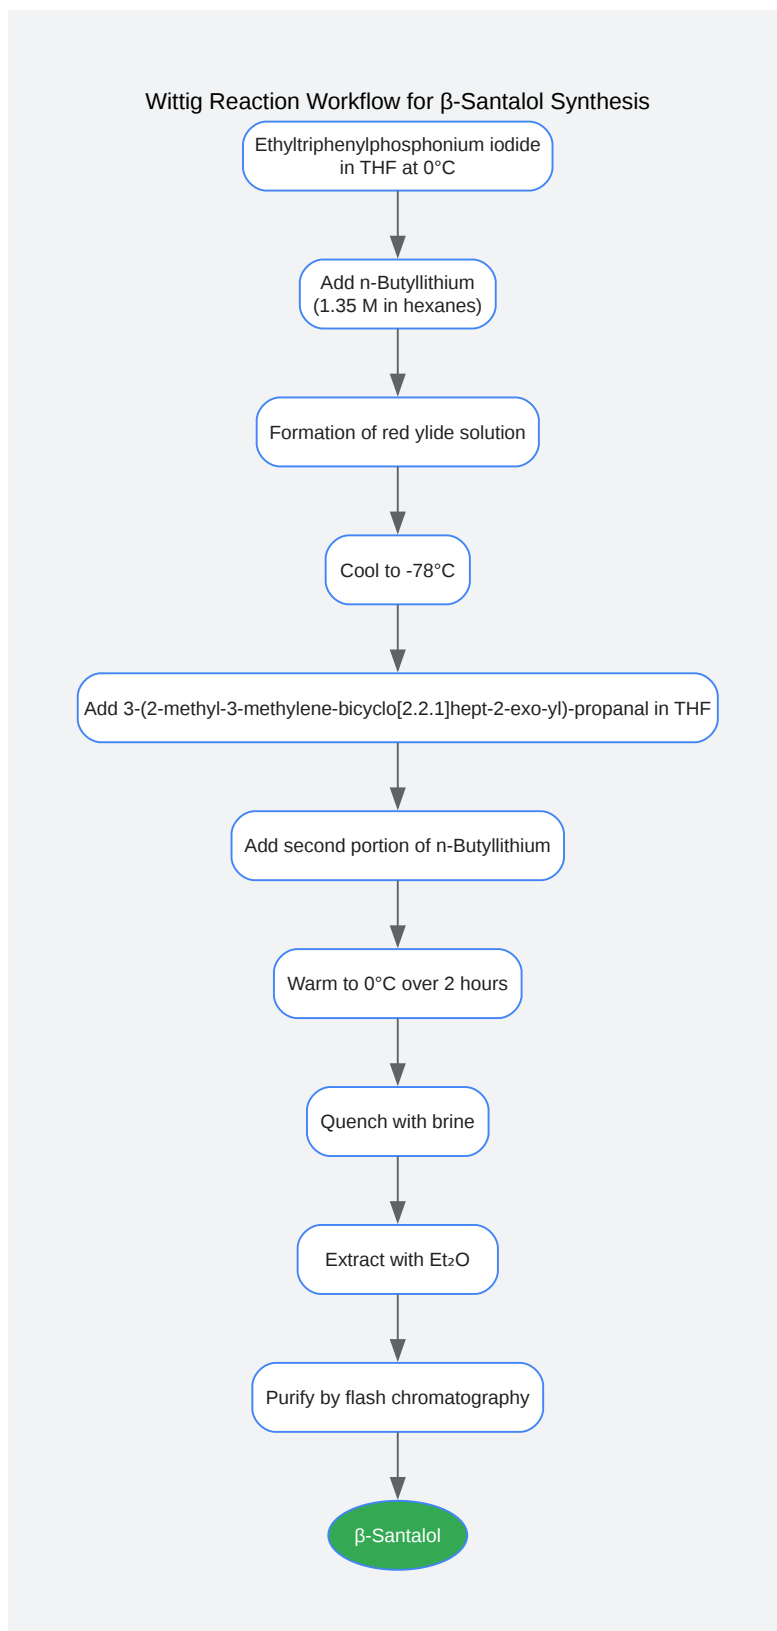 Wittig Reaction Workflow for β-Santalol Synthesis
Ethyltriphenylphosphonium iodide
in THF at 0°C
Add n-Butyllithium
(1.35 M in hexanes)
Formation of red ylide solution
Cool to -78°C
Add 3-(2-methyl-3-methylene-bicyclo[2.2.1]hept-2-exo-yl)-propanal in THF
Add second portion of n-Butyllithium
Warm to 0°C over 2 hours
Quench with brine
Extract with Et₂O
Purify by flash chromatography
β-Santalol